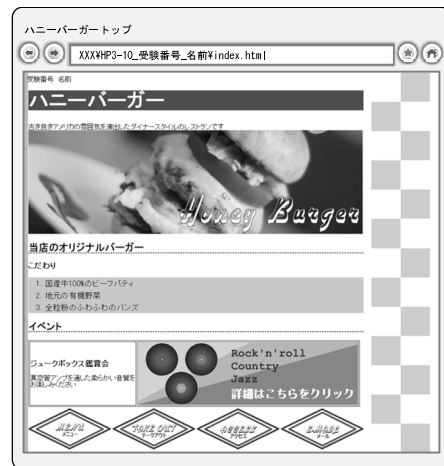 ハニーバーガートップ
XXX¥HP3-10_受験番号_名前¥index.html
受験番号 名前
ハニーバーガー
古き良きアメリカの雰囲気を演出したダイナースタイルのレストランです
Honey Burger
当店のオリジナルバーガー
こだわり
1. 国産牛100%のビーフパティ
2. 地元の有機野菜
3. 全粒粉のふわふわのバンズ
イベント
ジュークボックス鑑賞会
真空管アンプを通した柔らかい音質を
お楽しみください
Rock'n'roll
Country
Jazz
詳細はこちらをクリック
MENU
メニュー
TAKE OUT
テークアウト
ACCESS
アクセス
メール